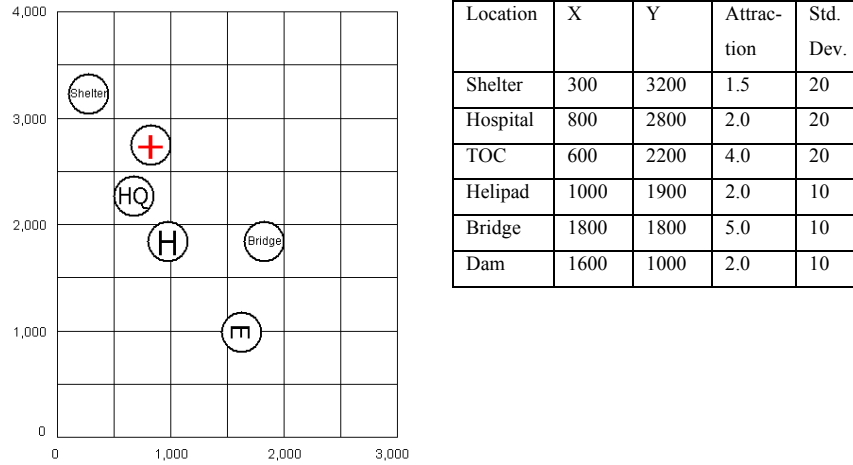 4,000
Shelter
3,000
HQ
2,000
H
Bridge
1,000
E
0
0 1,000 2,000 3,000
Location X Y Attrac- Std.
tion Dev.
Shelter 300 3200 1.5 20
Hospital 800 2800 2.0 20
TOC 600 2200 4.0 20
Helipad 1000 1900 2.0 10
Bridge 1800 1800 5.0 10
Dam 1600 1000 2.0 10